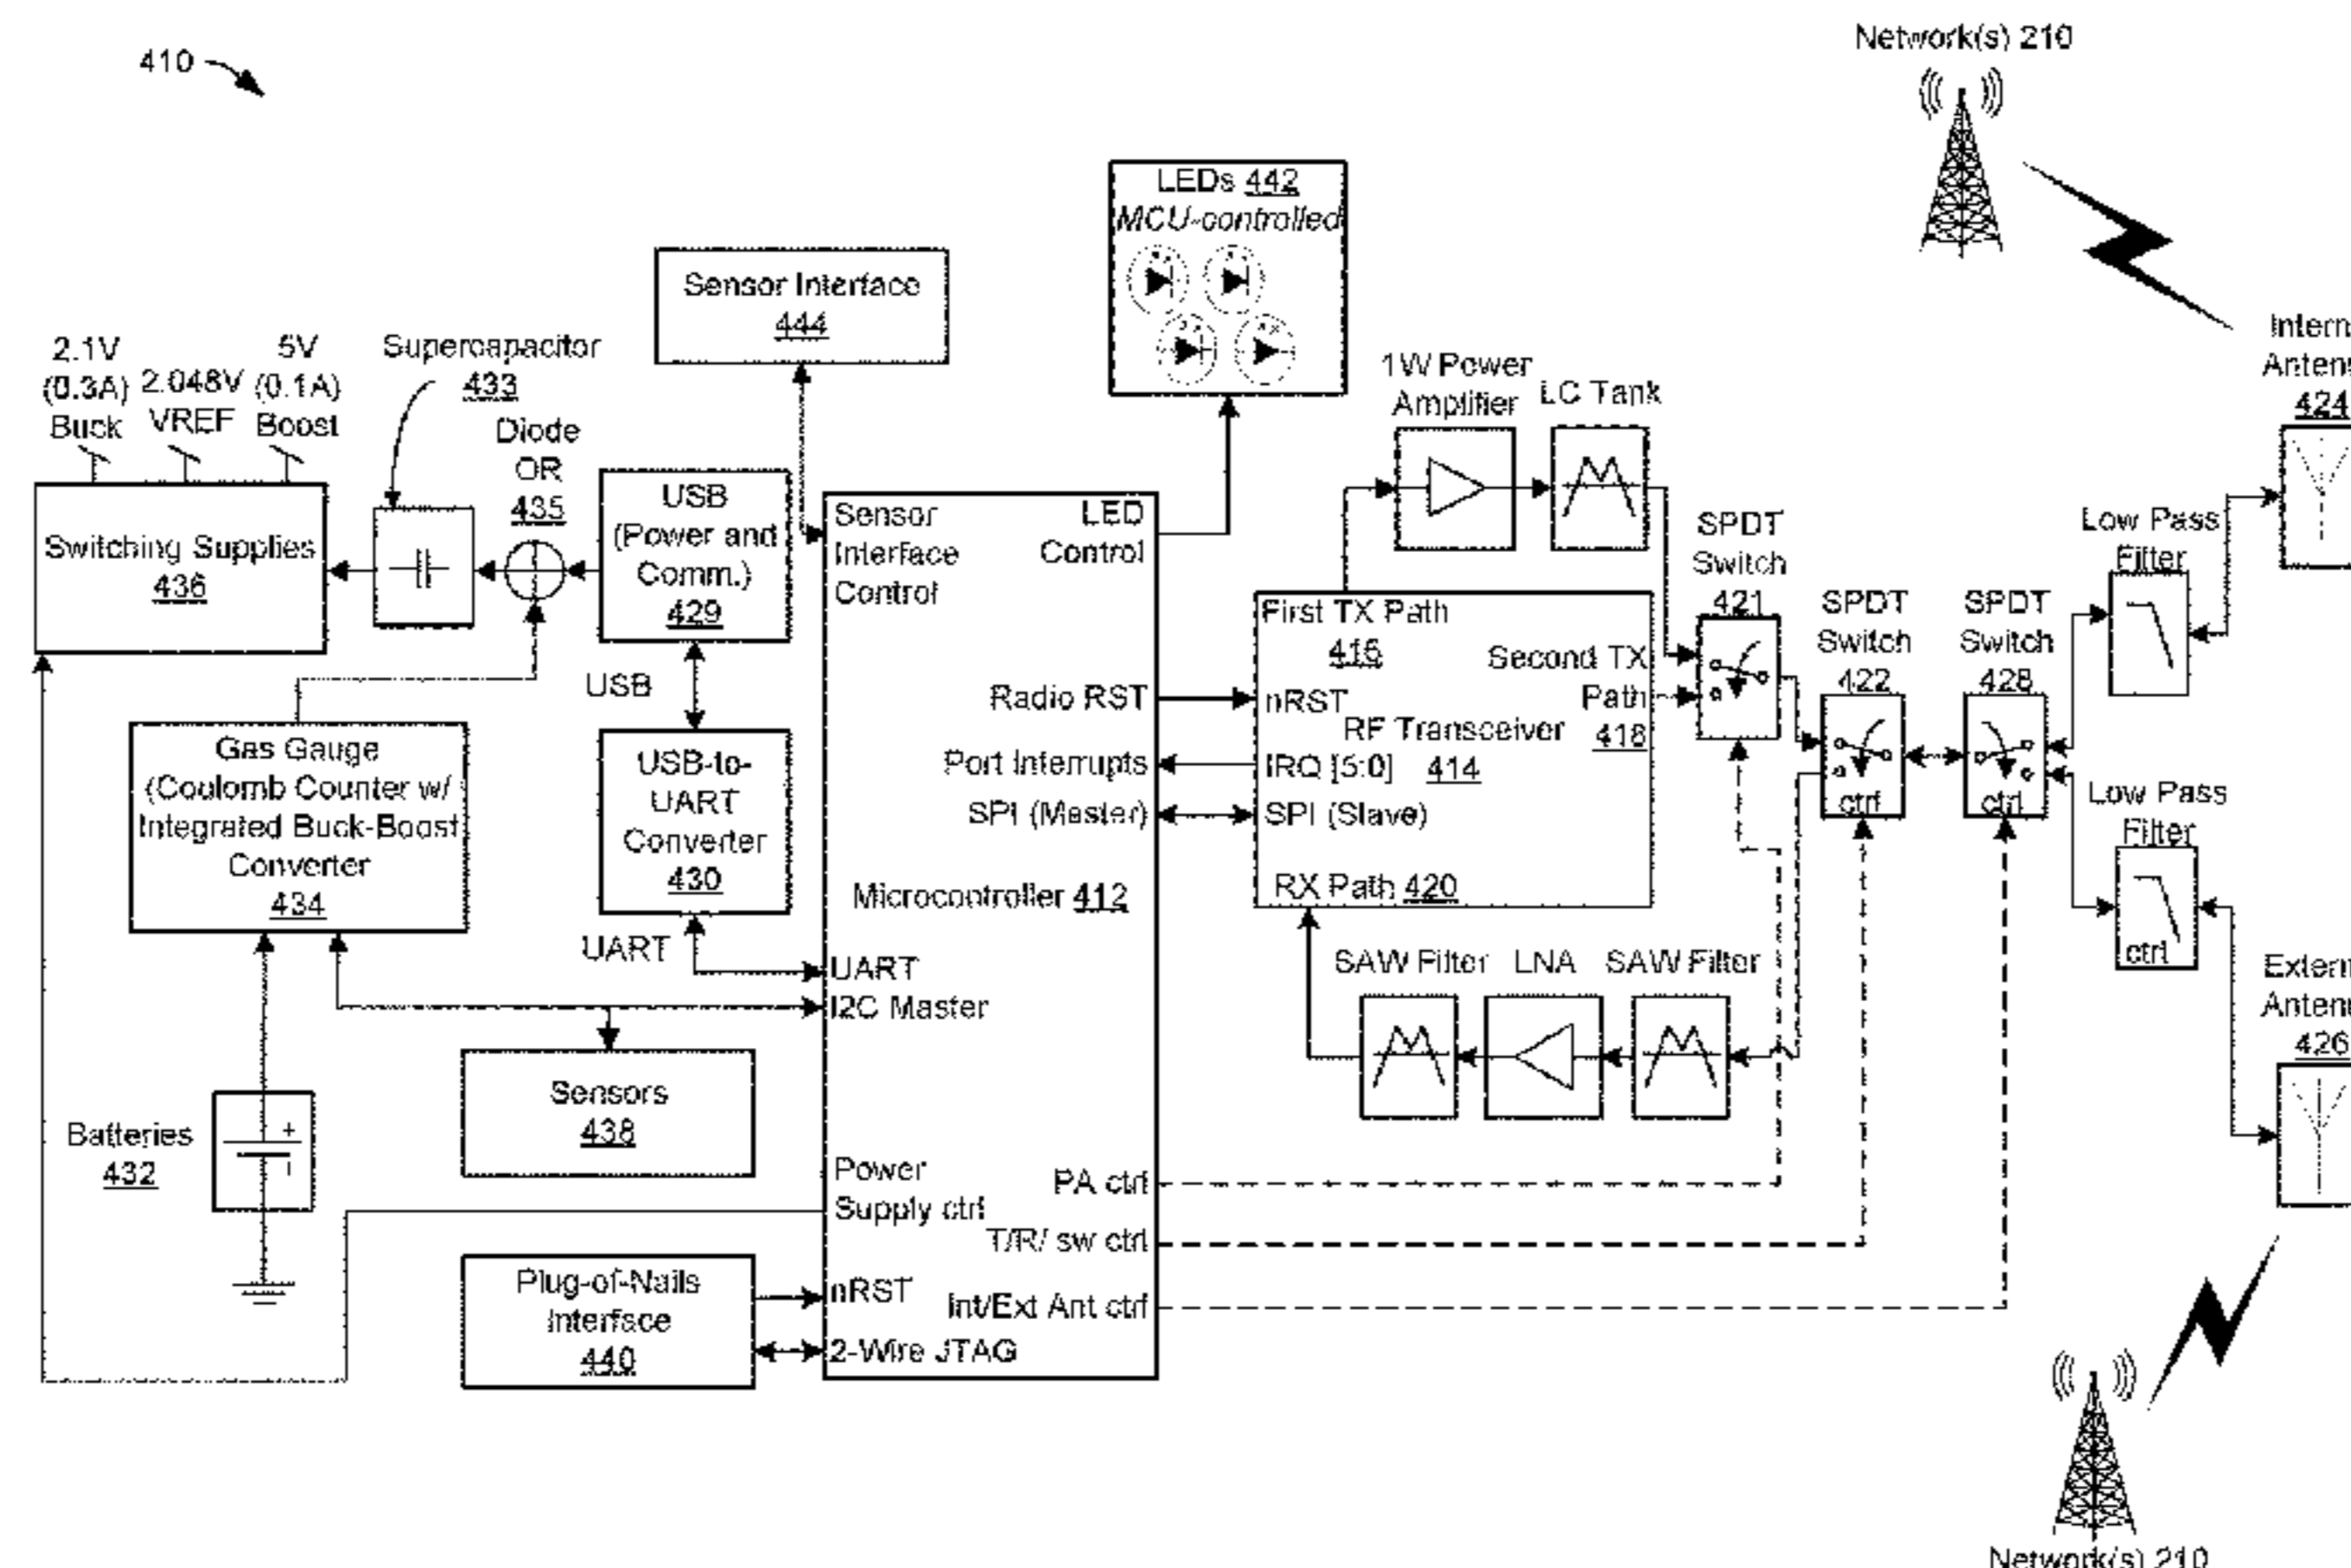 410
Network(s) 210
LEDs 442
MCU-controlled
Sensor Interface
444
2.1V
(0.3A)
Buck
2.048V
VREF
5V
(0.1A)
Boost
Supercapacitor
433
Diode
OR
435
USB
(Power and
Comm.)
429
Switching Supplies
436
Sensor
Interface
Control
LED
Control
1W Power
Amplifier
LC Tank
SPDT
Switch
421
SPDT
Switch
422
ctrl
SPDT
Switch
428
ctrl
Low Pass
Filter
Intern
Anten
424
First TX Path
416
Second TX
Path
418
Radio RST
nRST
RF Transceiver
414
Port Interrupts
IRQ [5:0]
SPI (Master)
SPI (Slave)
RX Path 420
USB
USB-to-
UART
Converter
430
UART
Gas Gauge
(Coulomb Counter w/
Integrated Buck-Boost
Converter
434
Microcontroller 412
UART
I2C Master
Low Pass
Filter
ctrl
Extern
Anten
426
SAW Filter
LNA
SAW Filter
Sensors
438
Batteries
432
+
Power
Supply ctrl
PA ctrl
T/R/ sw ctrl
Int/Ext Ant ctrl
Plug-of-Nails
Interface
440
nRST
2-Wire JTAG
Network(s) 210